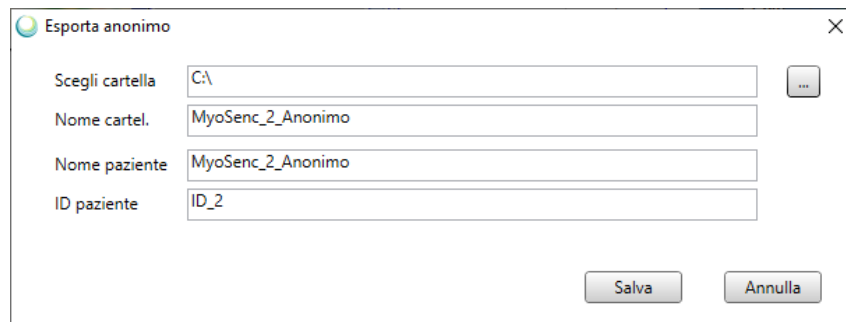 Esporta anonimo
Scegli cartella C:\ ...
Nome cartel. MyoSenc_2_Anonimo
Nome paziente MyoSenc_2_Anonimo
ID paziente ID_2
Salva Annulla